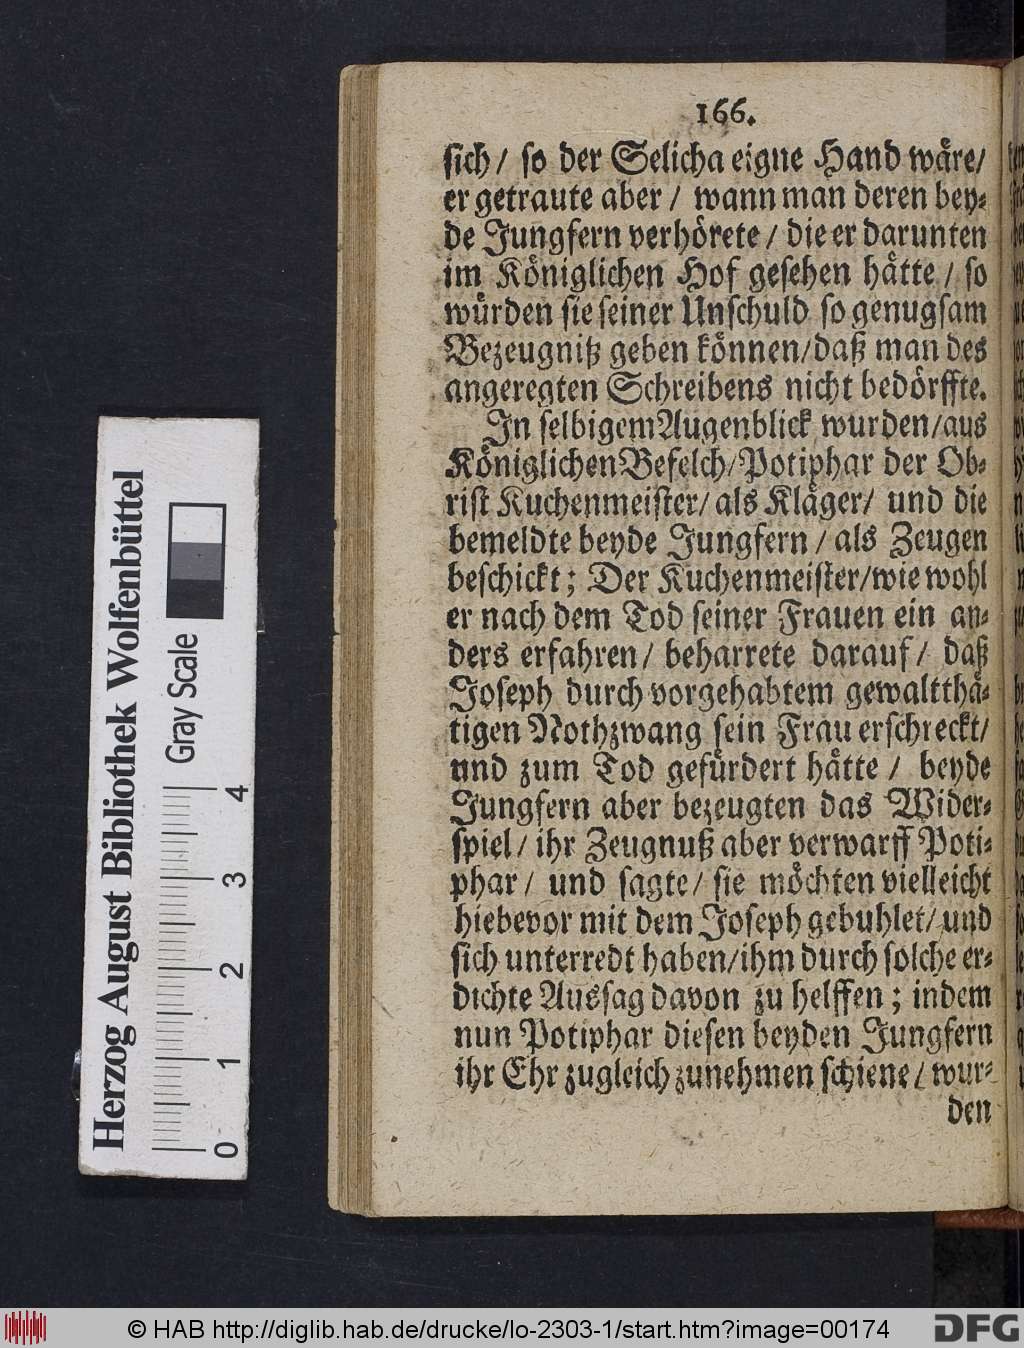 166.
sich/ so der Selicha eigne Hand wäre/
er getraute aber / wann man deren bey-
de Jungfern verhörete / die er darunten
im Königlichen Hof gesehen hätte / so
würden sie seiner Unschuld so genugsam
Bezeugniß geben können/daß man des
angeregten Schreibens nicht bedörffte.
In selbigem Augenblick wurden/aus
Königlichen Befelch/Potiphar der Ob-
rist Kuchenmeister/ als Kläger/ und die
bemeldte beyde Jungfern / als Zeugen
beschickt; Der Kuchenmeister/wie wohl
er nach dem Tod seiner Frauen ein an-
ders erfahren/ beharrete darauf/ daß
Joseph durch vorgehabtem gewaltthä-
tigen Nothzwang sein Frau erschreckt/
und zum Tod gefürdert hätte / beyde
Jungfern aber bezeugten das Wider-
spiel/ ihr Zeugnuß aber verwarff Poti-
phar/ und sagte/ sie möchten vielleicht
hiebevor mit dem Joseph gebuhlet/und
sich unterredt haben/ihm durch solche er-
dichte Aussag davon zu helffen; indem
nun Potiphar diesen beyden Jungfern
ihr Ehr zugleich zunehmen schiene/ wur-
den
Herzog August Bibliothek Wolfenbüttel
Gray Scale
0 1 2 3 4
© HAB http://diglib.hab.de/drucke/lo-2303-1/start.htm?image=00174
DFG